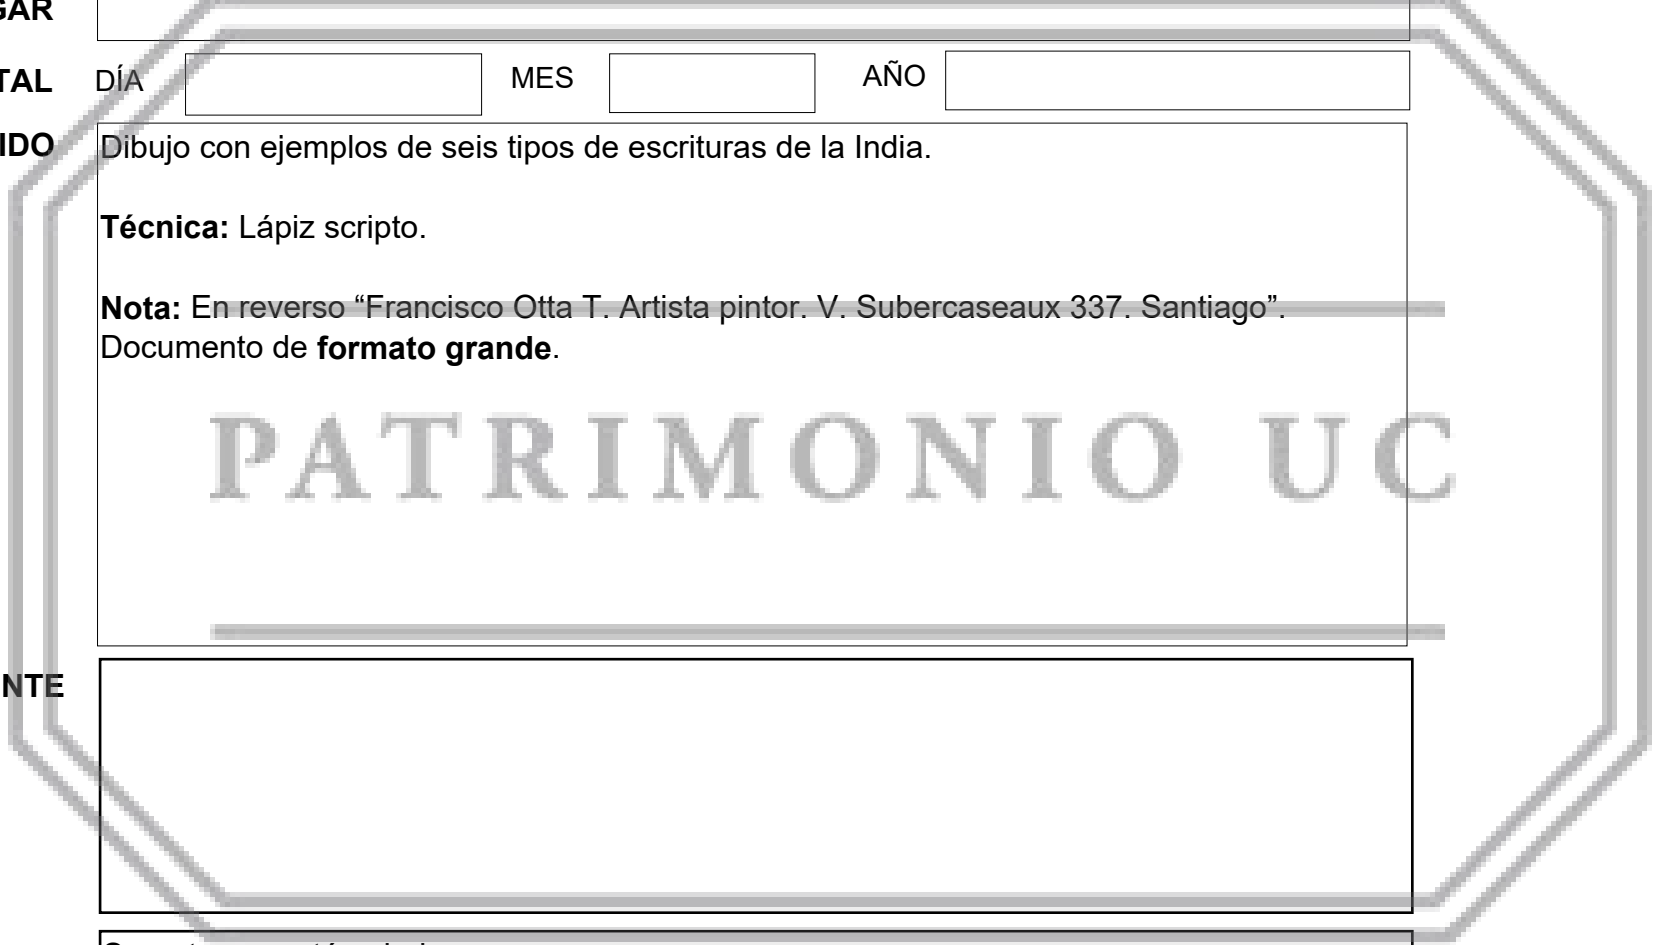 GAR
TAL DÍA MES AÑO
IDO Dibujo con ejemplos de seis tipos de escrituras de la India.
Técnica: Lápiz scripto.
Nota: En reverso “Francisco Otta T. Artista pintor. V. Subercaseaux 337. Santiago”.
Documento de formato grande.
PATRIMONIO UC
NTE